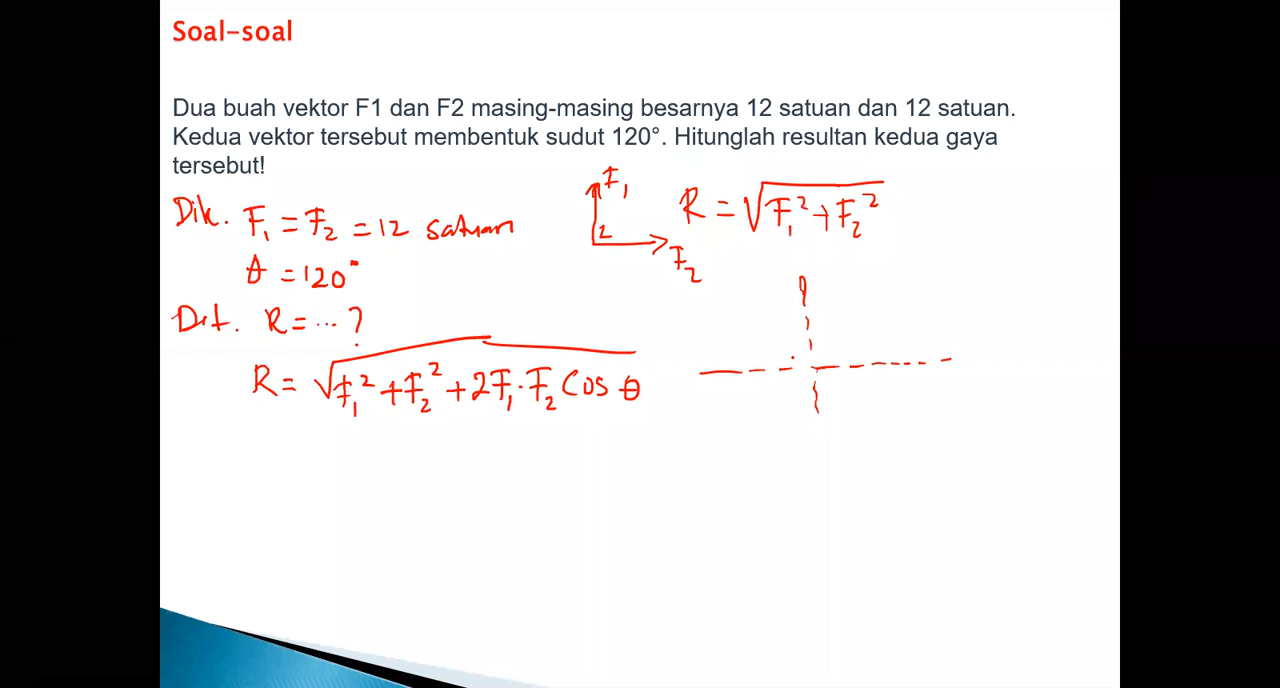 Soal-soal
Dua buah vektor F1 dan F2 masing-masing besarnya 12 satuan dan 12 satuan.
Kedua vektor tersebut membentuk sudut 120°. Hitunglah resultan kedua gaya
tersebut!
Dik. F₁ = F₂ = 12 satuan
θ = 120°
Dit. R = ... ?
R = √F₁² + F₂² + 2F₁ . F₂ Cos θ
F₁
F₂
R = √F₁² + F₂²